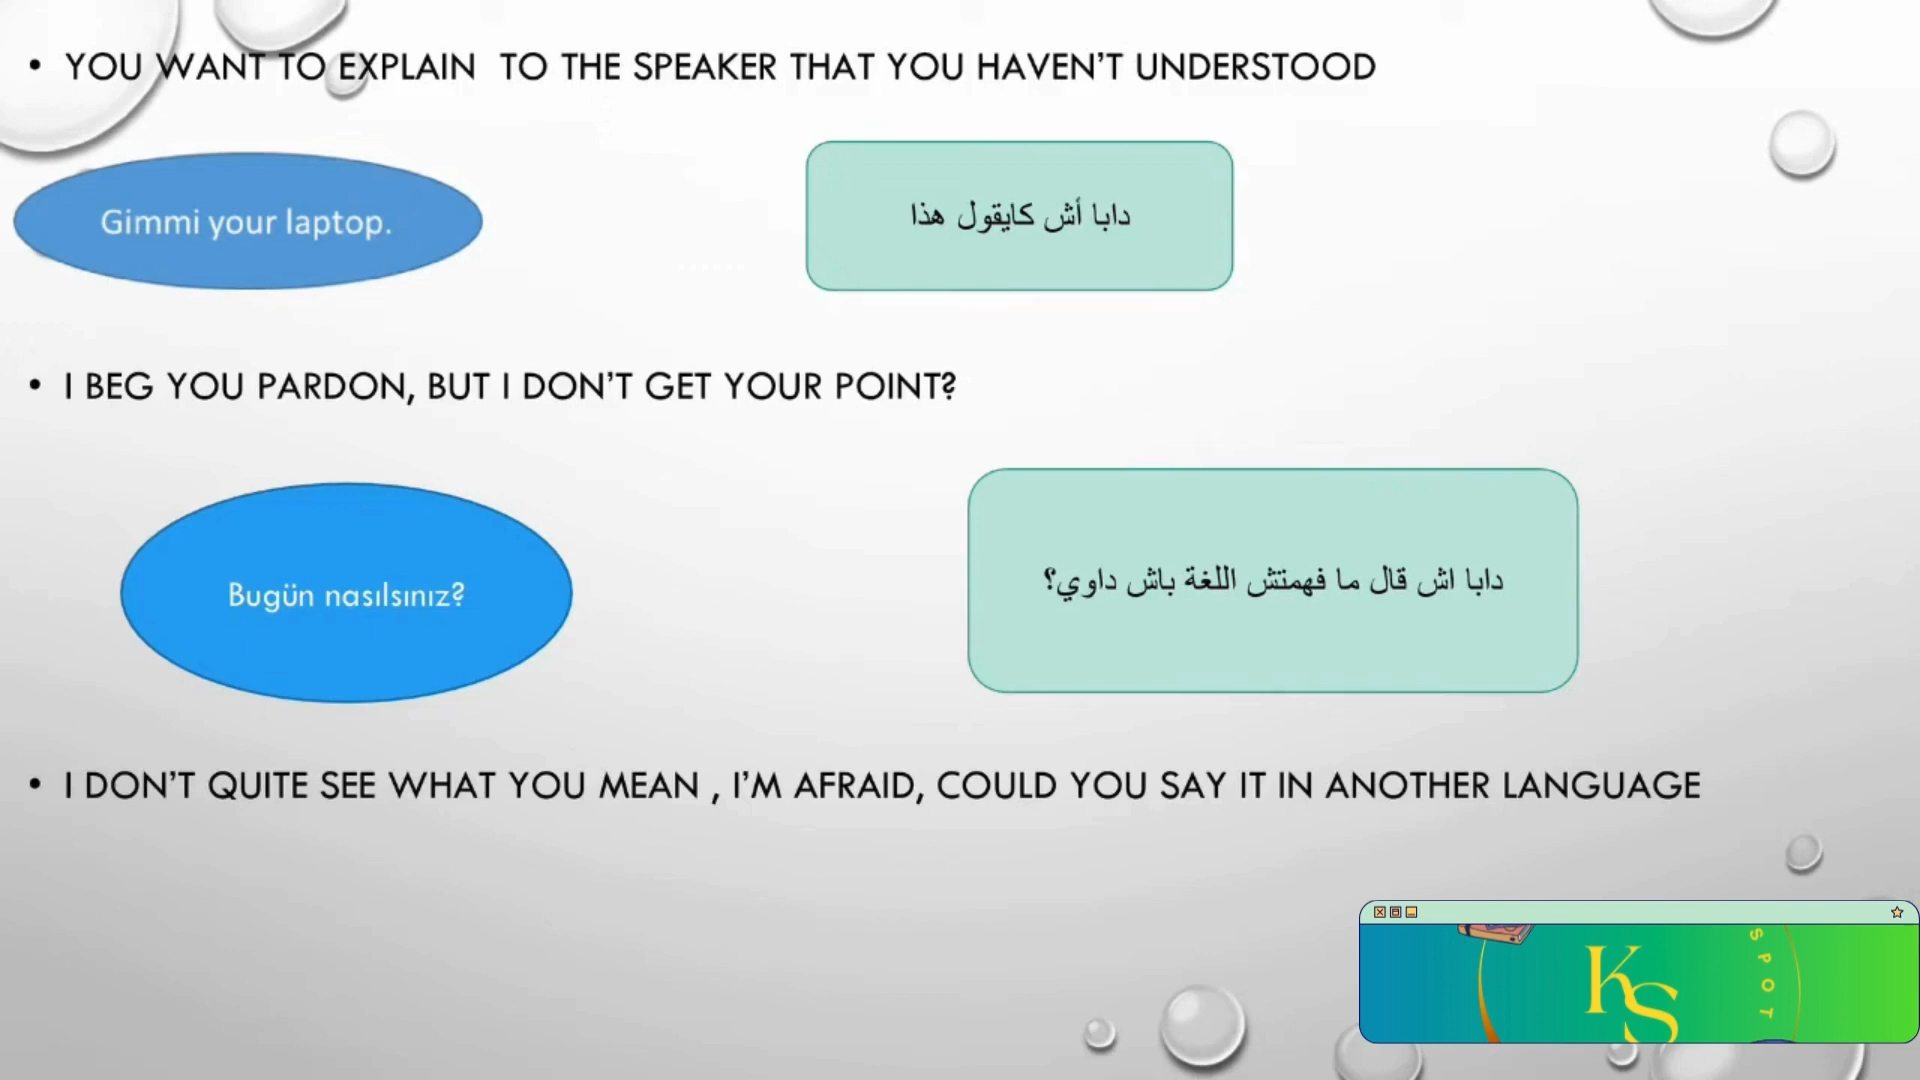 • YOU WANT TO EXPLAIN TO THE SPEAKER THAT YOU HAVEN'T UNDERSTOOD
Gimmi your laptop.
دابا أش كايقول هذا
• I BEG YOU PARDON, BUT I DON'T GET YOUR POINT?
Bugün nasılsınız?
دابا اش قال ما فهمتش اللغة باش داوي؟
• I DON'T QUITE SEE WHAT YOU MEAN , I'M AFRAID, COULD YOU SAY IT IN ANOTHER LANGUAGE
KS
SPOT